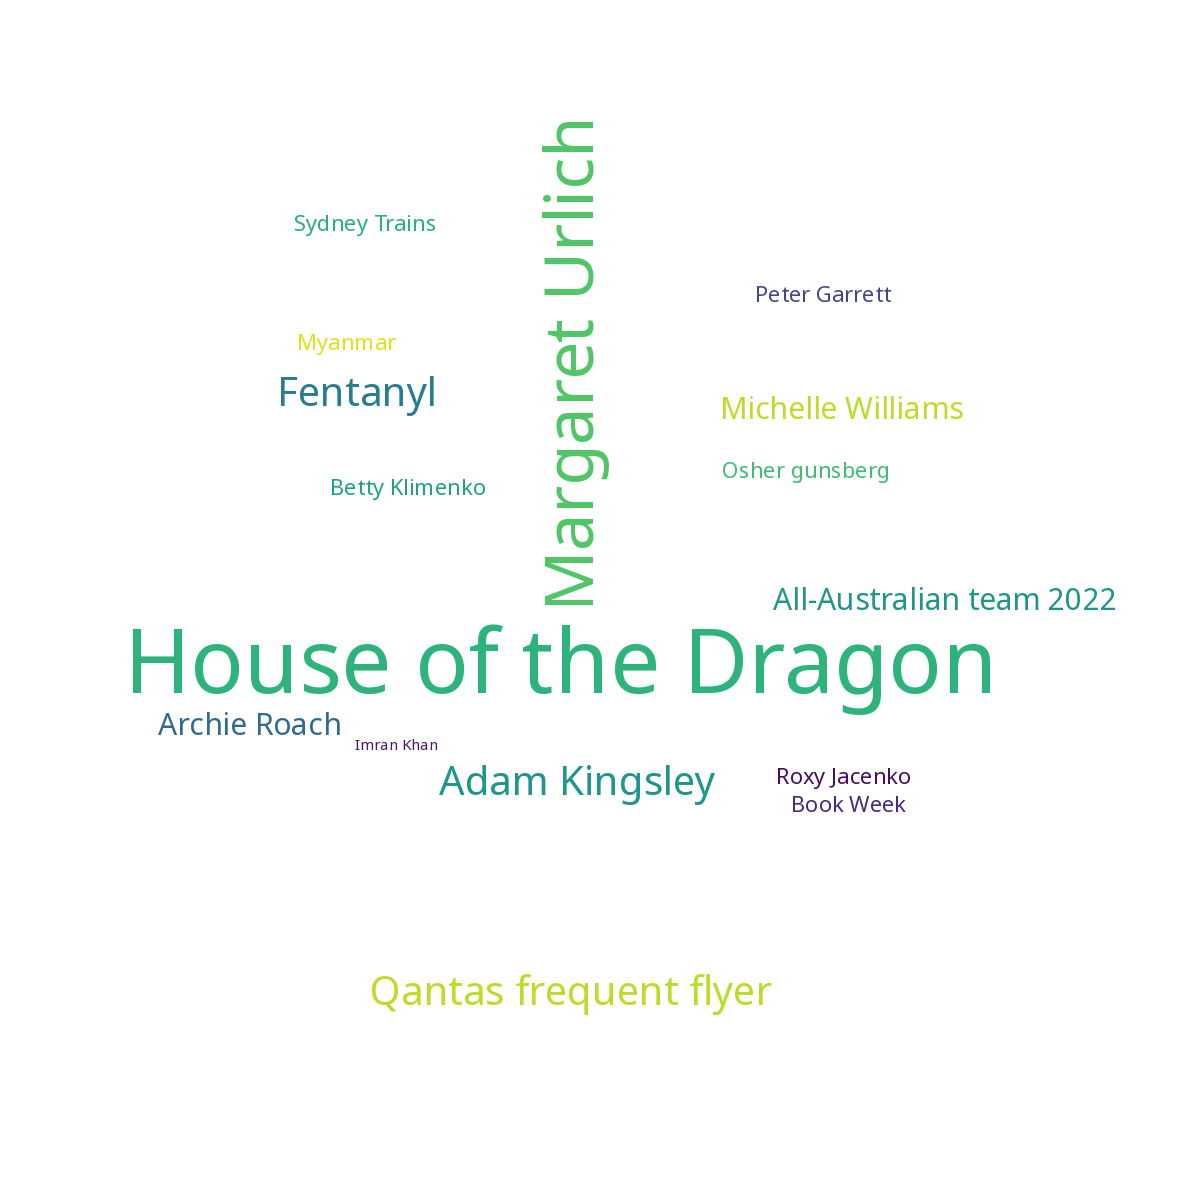 Margaret Urlich
Sydney Trains
Peter Garrett
Myanmar
Fentanyl
Michelle Williams
Osher gunsberg
Betty Klimenko
All-Australian team 2022
House of the Dragon
Archie Roach
Imran Khan
Adam Kingsley
Roxy Jacenko
Book Week
Qantas frequent flyer